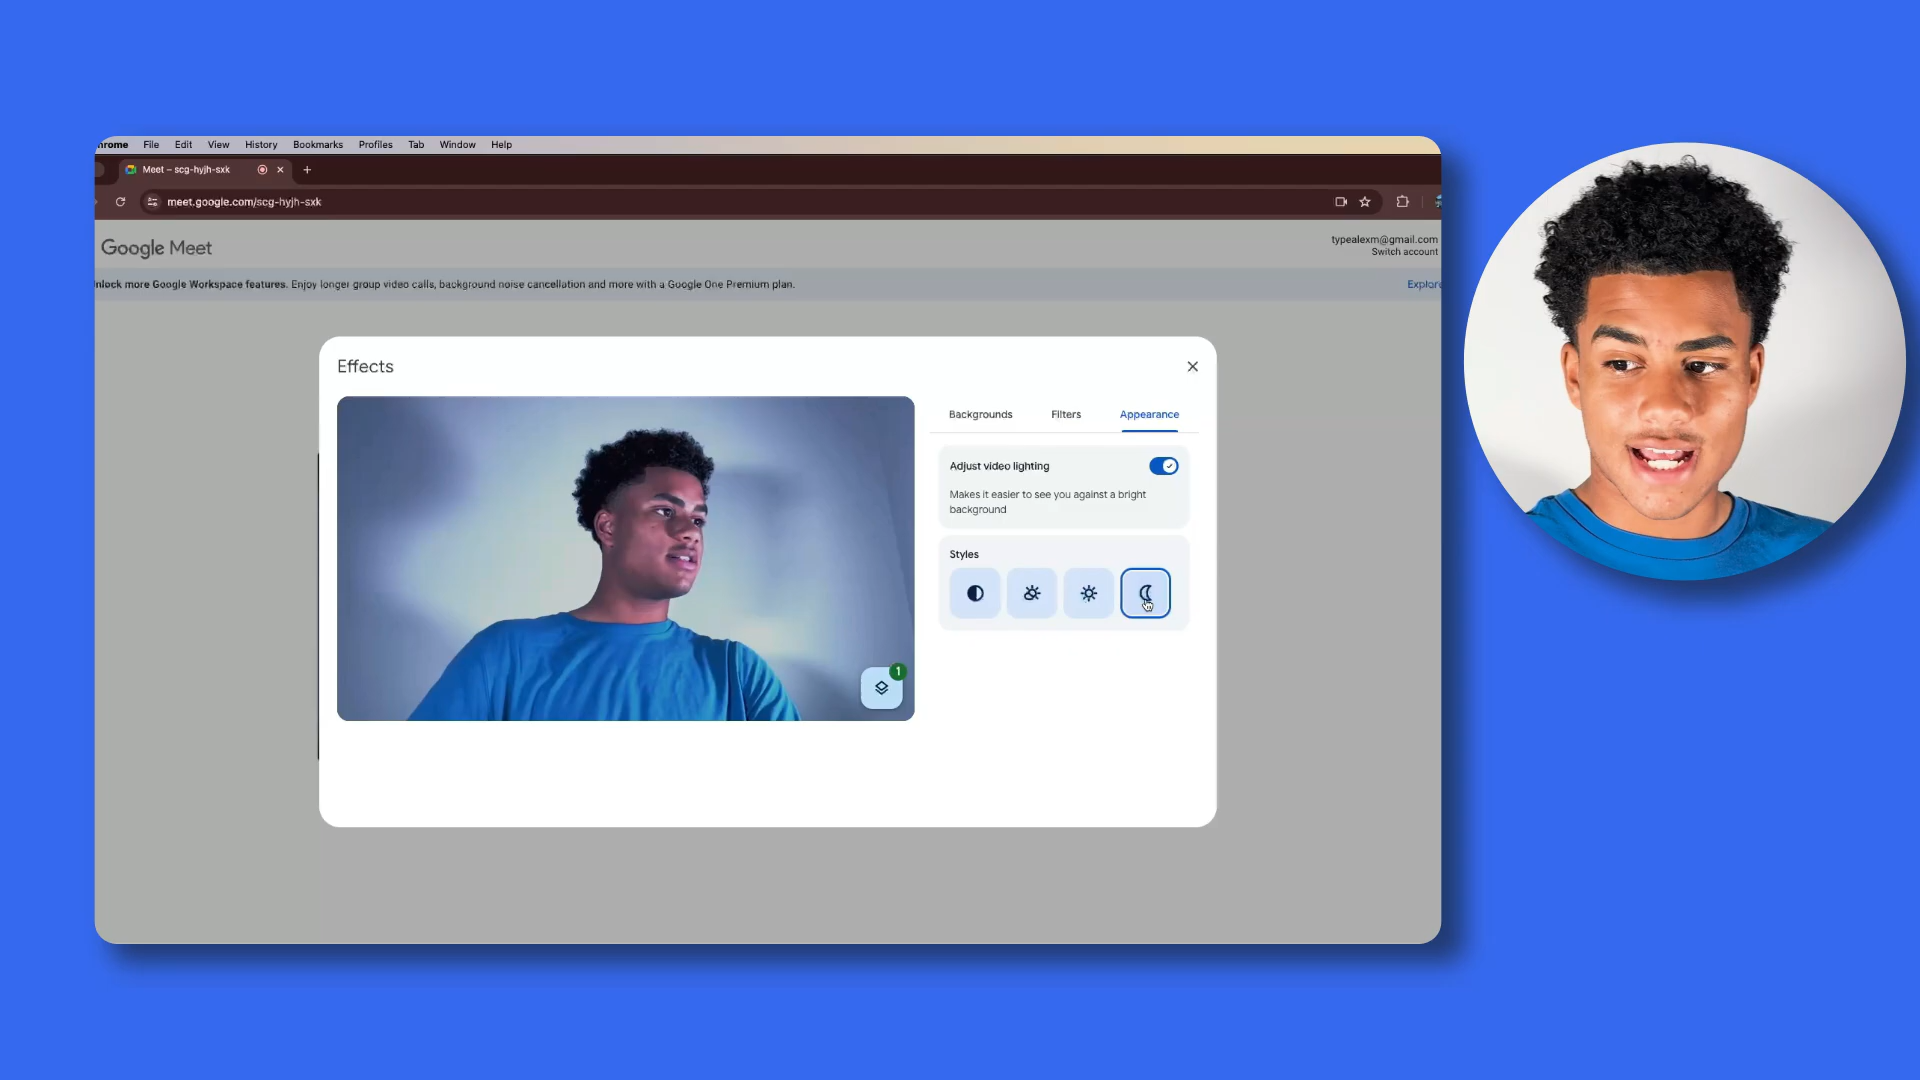 hrome File Edit View History Bookmarks Profiles Tab Window Help
Meet – scg-hyjh-sxk
meet.google.com/scg-hyjh-sxk
Google Meet
typealexm@gmail.com
Switch account
nlock more Google Workspace features. Enjoy longer group video calls, background noise cancellation and more with a Google One Premium plan.
Explore
Effects
Backgrounds Filters Appearance
Adjust video lighting
Makes it easier to see you against a bright
background
Styles
1